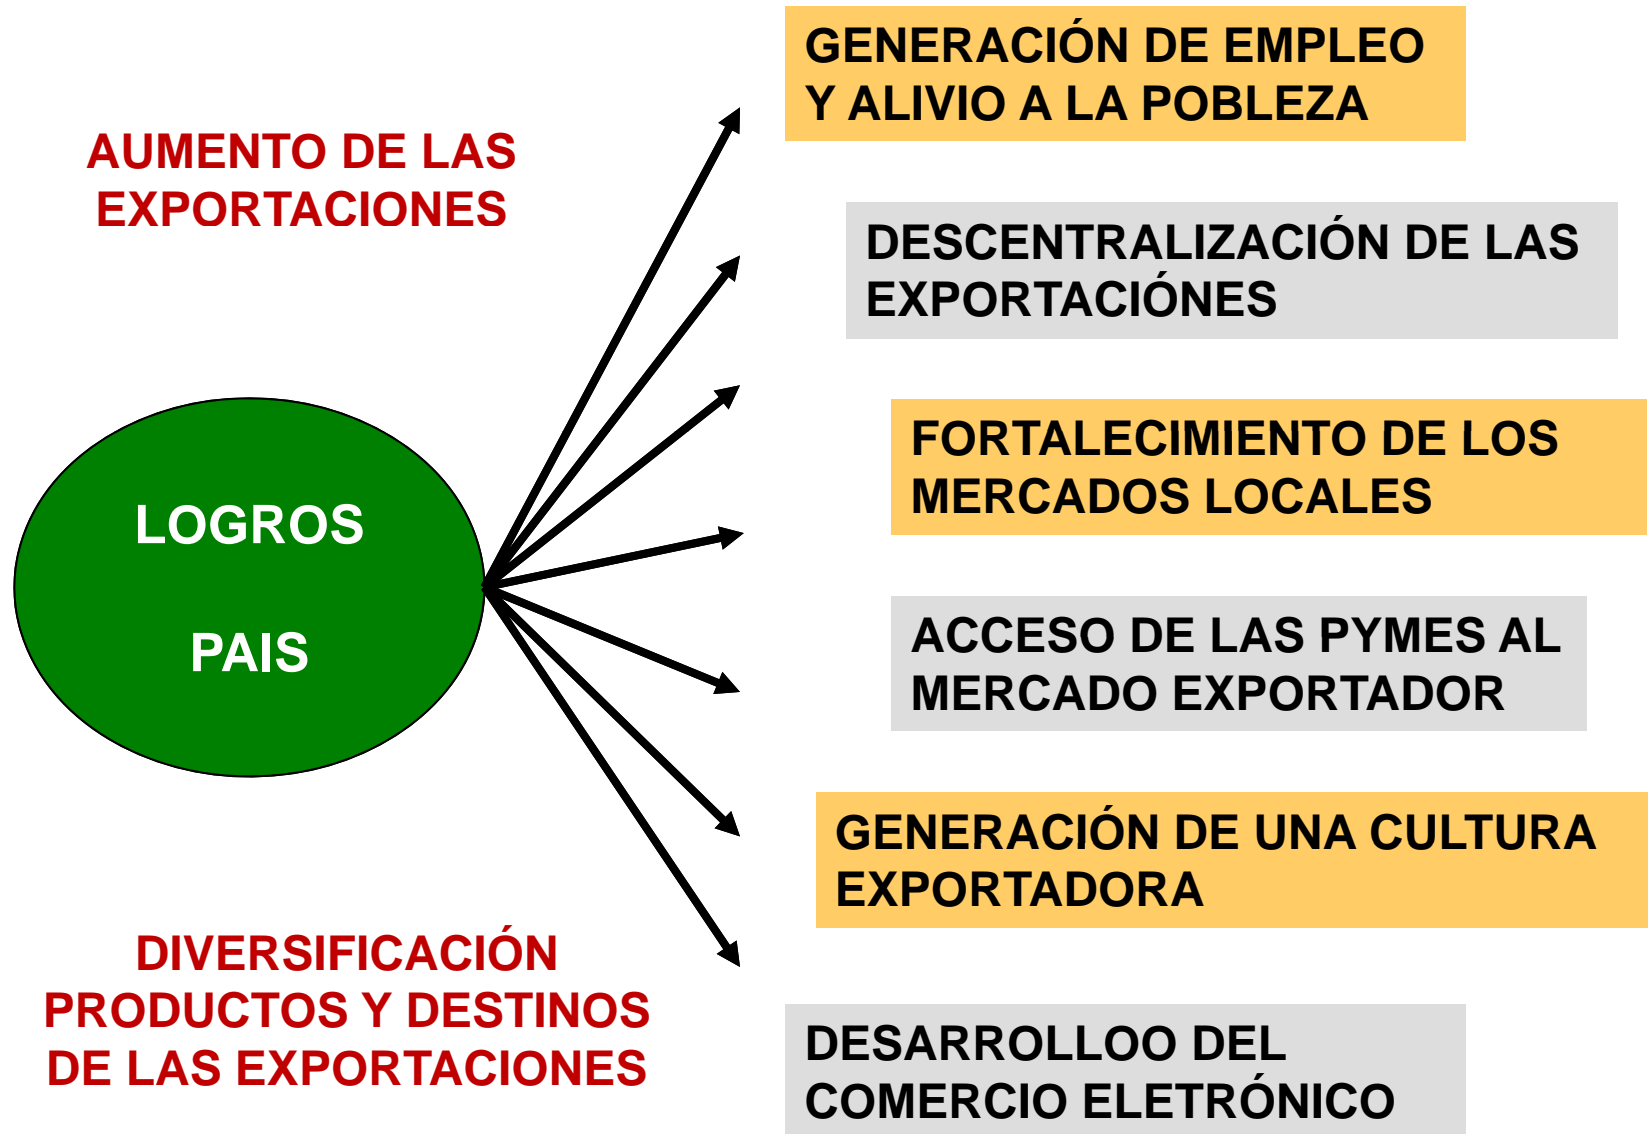 AUMENTO DE LAS
EXPORTACIONES
LOGROS
PAIS
DIVERSIFICACIÓN
PRODUCTOS Y DESTINOS
DE LAS EXPORTACIONES
GENERACIÓN DE EMPLEO
Y ALIVIO A LA POBLEZA
DESCENTRALIZACIÓN DE LAS
EXPORTACIÓNES
FORTALECIMIENTO DE LOS
MERCADOS LOCALES
ACCESO DE LAS PYMES AL
MERCADO EXPORTADOR
GENERACIÓN DE UNA CULTURA
EXPORTADORA
DESARROLLOO DEL
COMERCIO ELETRÓNICO